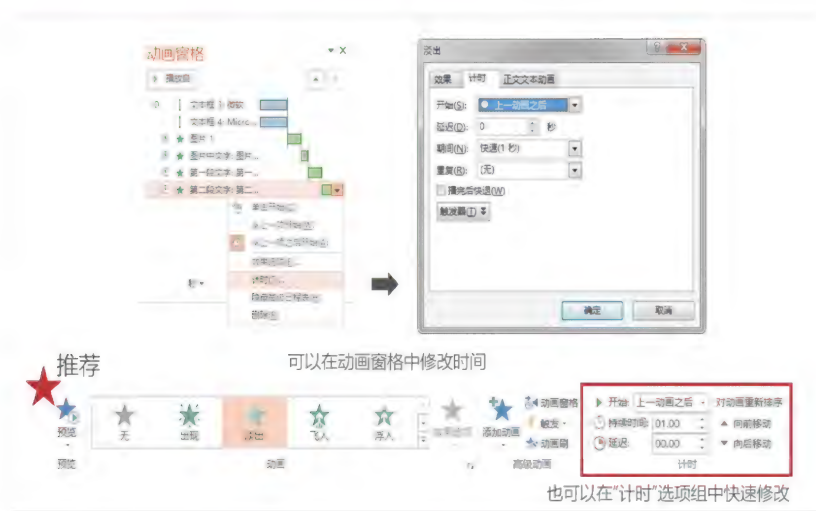 动画窗格
播放自
文本框 1: 微软
文本框 4: Micro...
图片 1
图片中文字: 图片...
第一段文字: 第一...
第二段文字: 第二...
单击开始(C)
从上一项开始(W)
从上一项之后开始(A)
效果选项(E)...
计时(T)...
隐藏高级日程表(H)
删除(R)
秒
淡出
效果 计时 正文文本动画
开始(S): 上一动画之后
延迟(D): 0 秒
期间(N): 快速(1 秒)
重复(R): (无)
播完后快退(W)
触发器(T)
确定 取消
推荐
可以在动画窗格中修改时间
预览
预览
无 出现 淡出 飞入 浮入
动画
效果选项
添加动画
动画窗格
触发
动画刷
高级动画
开始: 上一动画之后
持续时间: 01.00
延迟: 00.00
对动画重新排序
向前移动
向后移动
计时
也可以在“计时”选项组中快速修改